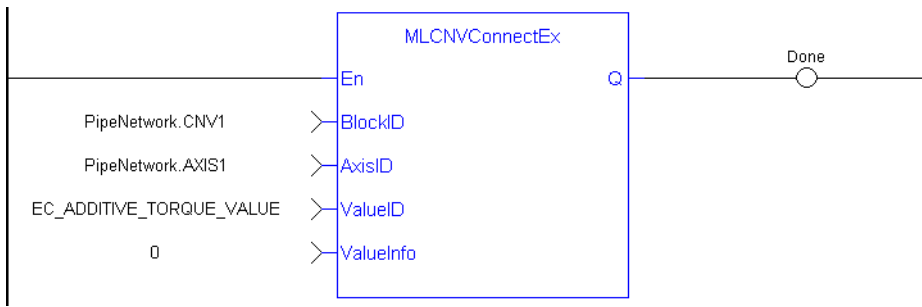 MLCNVConnectEx
Done
En
Q
PipeNetwork.CNV1
BlockID
PipeNetwork.AXIS1
AxisID
EC_ADDITIVE_TORQUE_VALUE
ValueID
0
ValueInfo